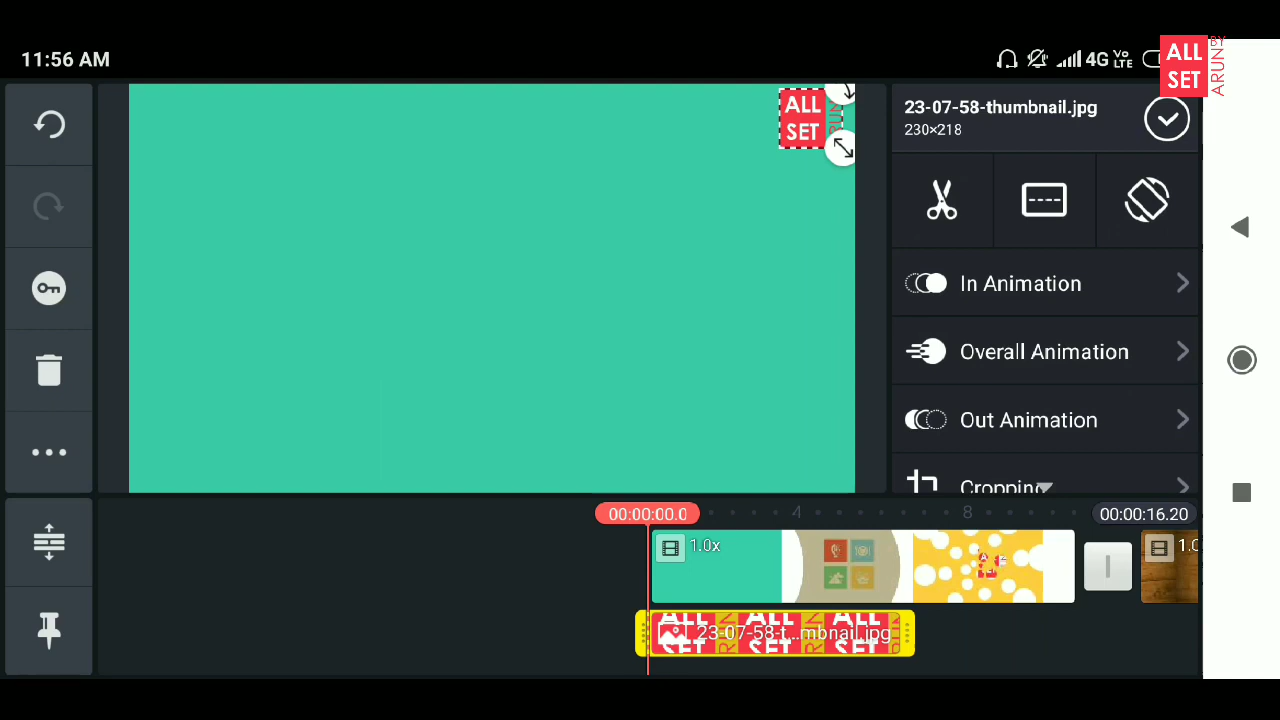 11:56 AM
4G Vo LTE
ALL SET BY ARUN
ALL SET ARUN
23-07-58-thumbnail.jpg
230×218
In Animation
Overall Animation
Out Animation
Cropping
00:00:00.0
4
8
00:00:16.20
1.0x
23-07-58-t...mbnail.jpg